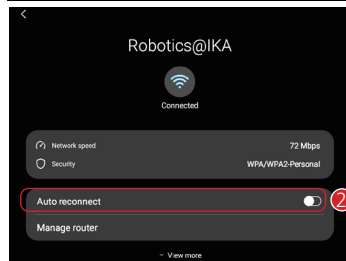 Robotics@IKA
Connected
Network speed 72 Mbps
Security WPA/WPA2-Personal
Auto reconnect 2
Manage router
View more